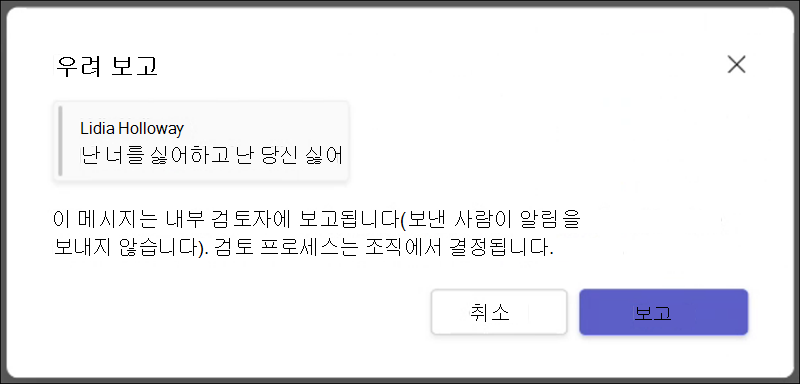 우려 보고
Lidia Holloway
난 너를 싫어하고 난 당신 싫어
이 메시지는 내부 검토자에 보고됩니다(보낸 사람이 알림을
보내지 않습니다). 검토 프로세스는 조직에서 결정됩니다.
취소 보고